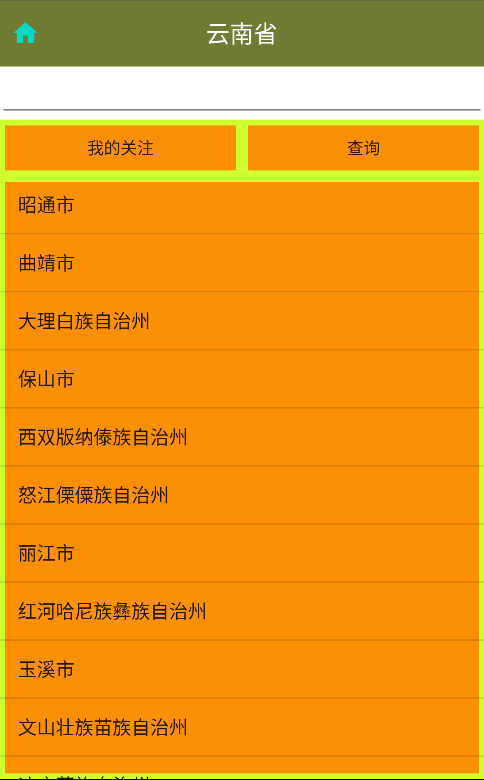 云南省
我的关注
查询
昭通市
曲靖市
大理白族自治州
保山市
西双版纳傣族自治州
怒江傈僳族自治州
丽江市
红河哈尼族彝族自治州
玉溪市
文山壮族苗族自治州